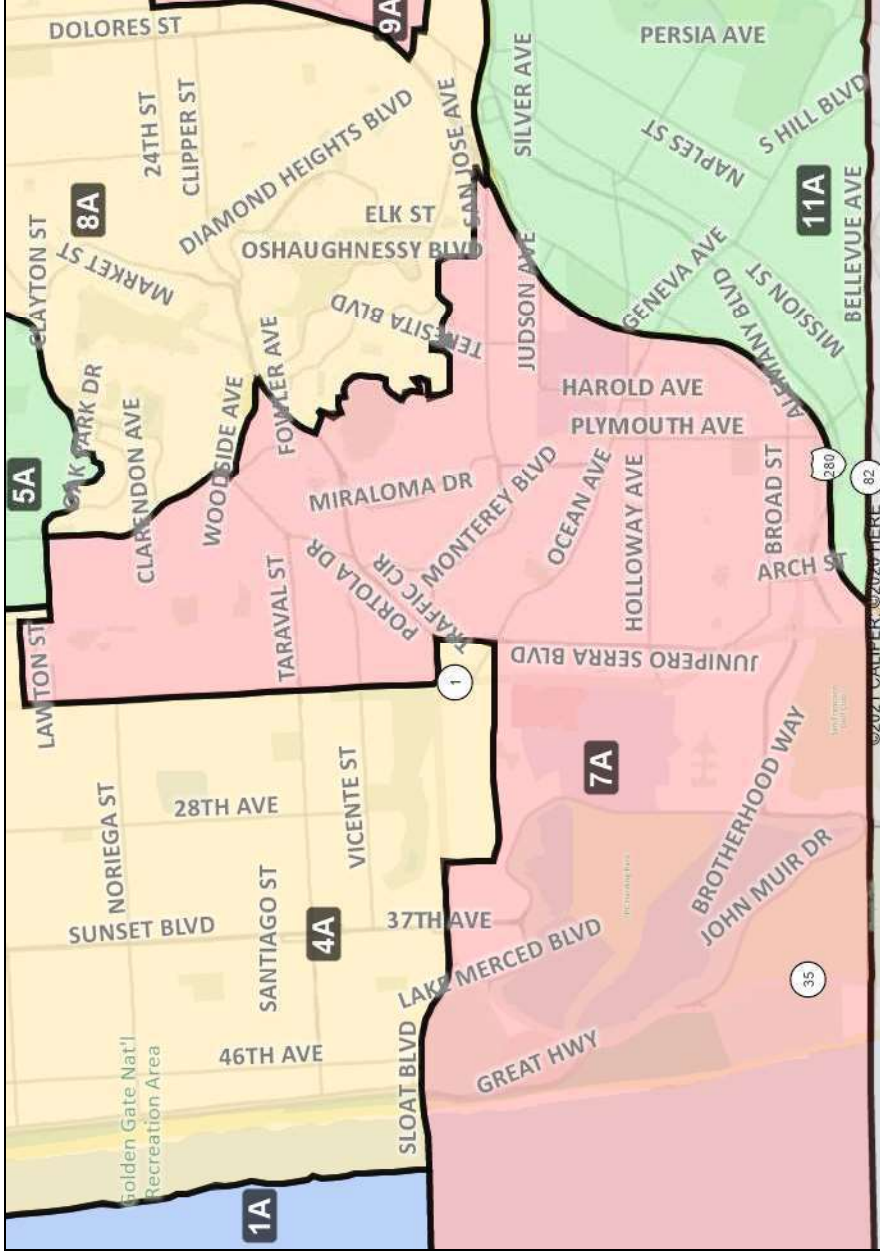 DOLORES ST
9A
PERSIA AVE
24TH ST
CLIPPER ST
DIAMOND HEIGHTS BLVD
SAN JOSE AVE
SILVER AVE
NAPLES ST
S HILL BLVD
8A
CLAYTON ST
MARKET ST
ELK ST
OSHAUGHNESSY BLVD
11A
BELLEVUE AVE
TERESITA BLVD
JUDSON AVE
GENEVA AVE
ALEMANY BLVD
MISSION ST
5A
OAK PARK DR
CLARENDON AVE
WOODSIDE AVE
FOWLER AVE
HAROLD AVE
PLYMOUTH AVE
MIRALOMA DR
MONTEREY BLVD
OCEAN AVE
HOLLOWAY AVE
BROAD ST
280
82
ARCH ST
LAWTON ST
TARAVAL ST
PORTOLA DR
TRAFFIC CIR
1
JUNIPERO SERRA BLVD
©2021 CALIPER; ©2020 HERE
NORIEGA ST
28TH AVE
VICENTE ST
7A
BROTHERHOOD WAY
JOHN MUIR DR
SUNSET BLVD
SANTIAGO ST
4A
37TH AVE
LAKE MERCED BLVD
35
46TH AVE
SLOAT BLVD
GREAT HWY
Golden Gate Nat'l
Recreation Area
1A